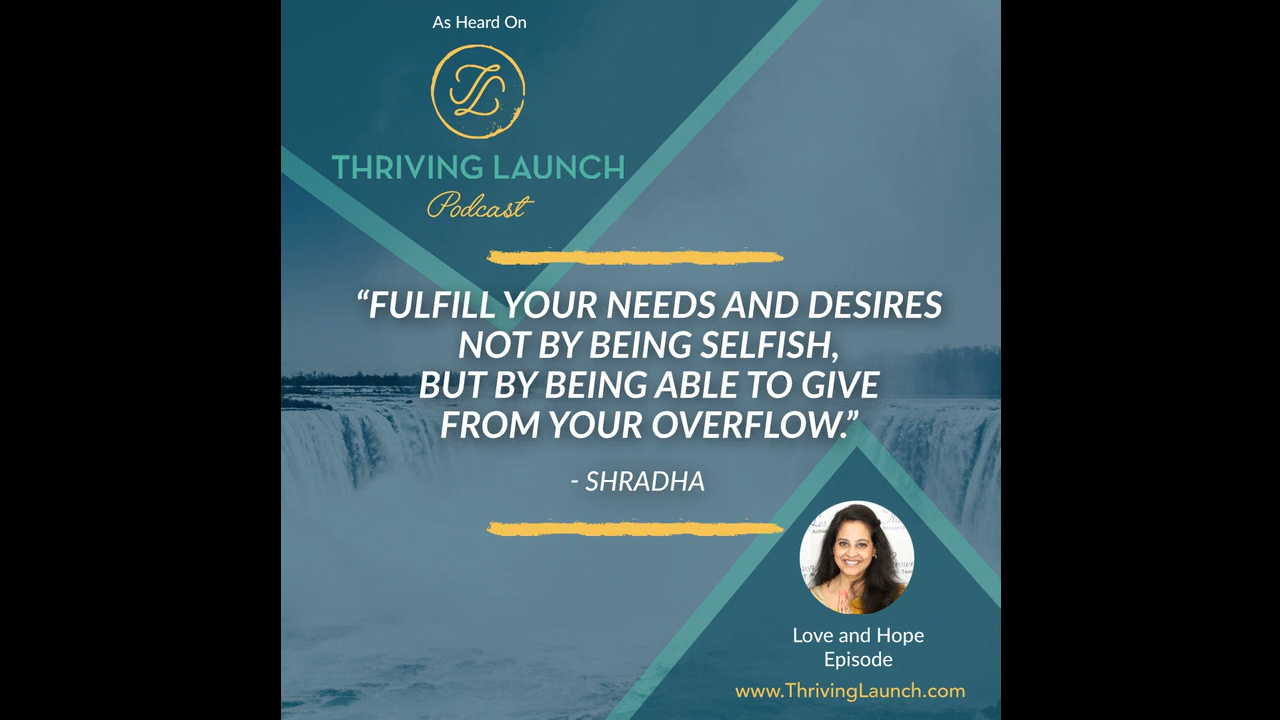 As Heard On
TL
THRIVING LAUNCH
Podcast
“FULFILL YOUR NEEDS AND DESIRES
NOT BY BEING SELFISH,
BUT BY BEING ABLE TO GIVE
FROM YOUR OVERFLOW.”
- SHRADHA
Love and Hope
Episode
www.ThrivingLaunch.com